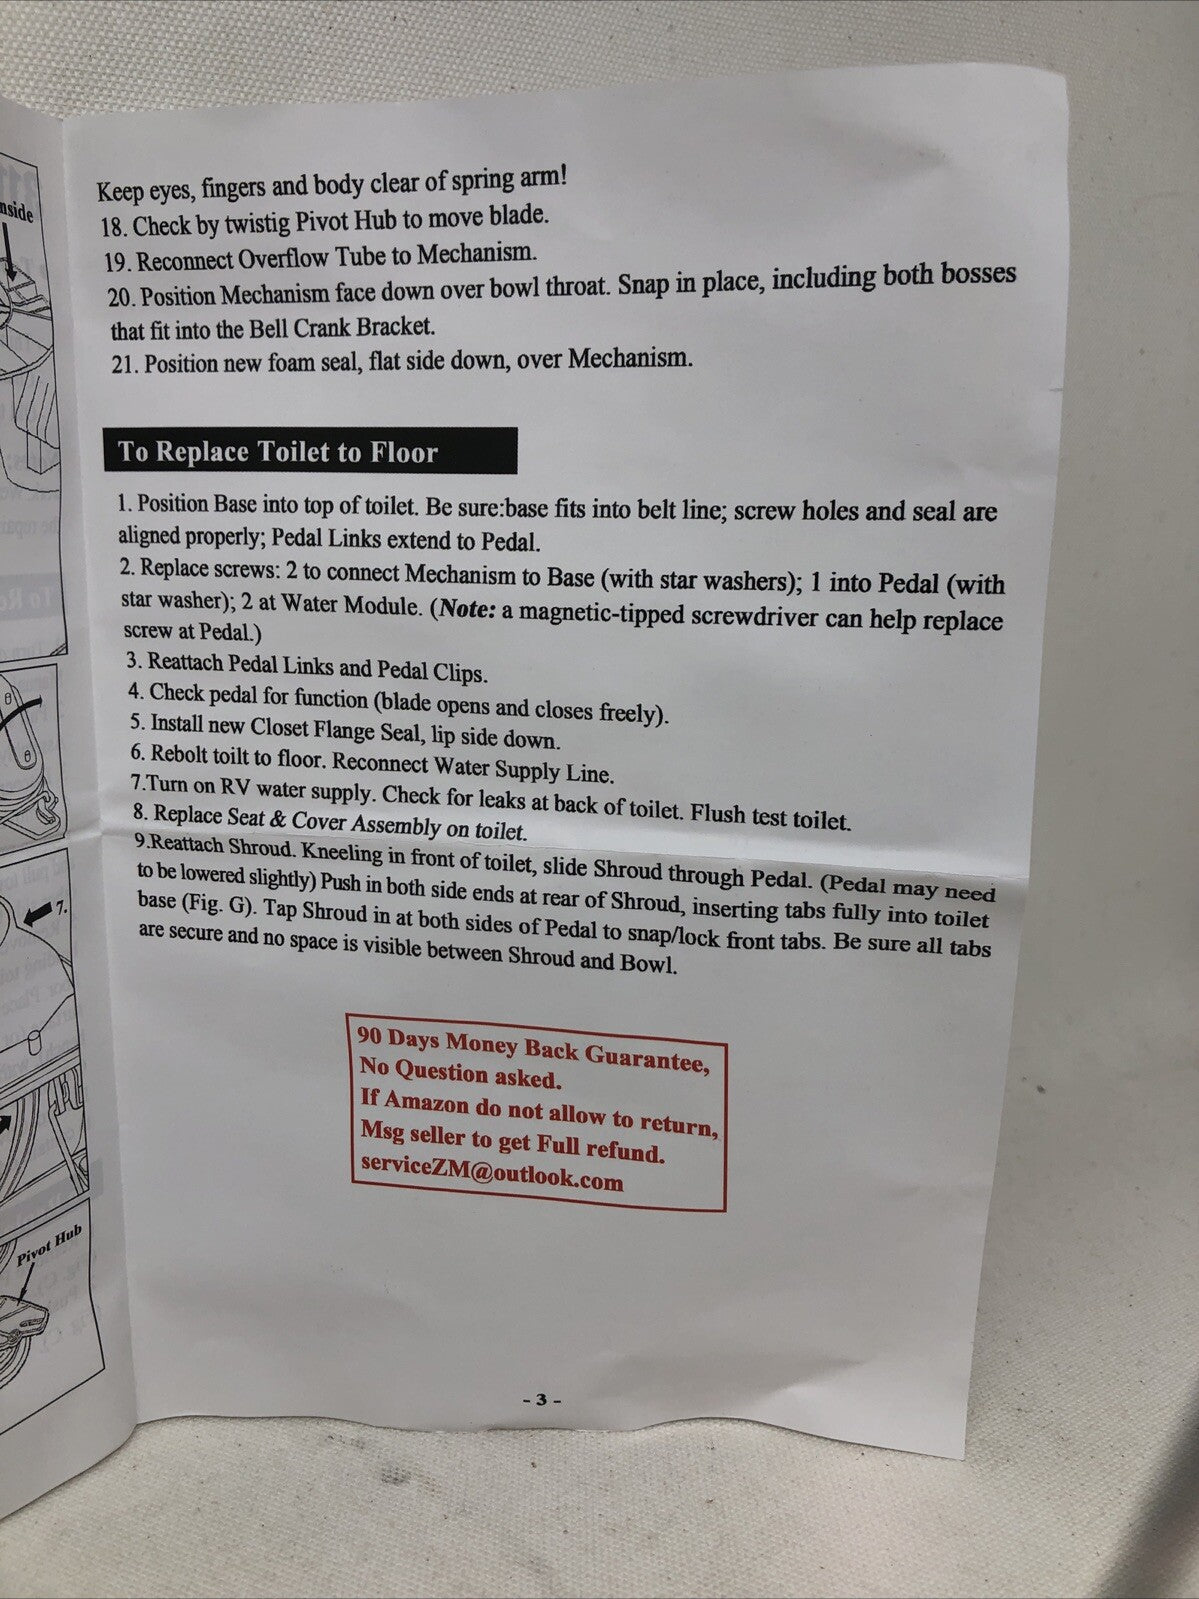 nside
7.
Pivot Hub
Keep eyes, fingers and body clear of spring arm!
18. Check by twistig Pivot Hub to move blade.
19. Reconnect Overflow Tube to Mechanism.
20. Position Mechanism face down over bowl throat. Snap in place, including both bosses
that fit into the Bell Crank Bracket.
21. Position new foam seal, flat side down, over Mechanism.
To Replace Toilet to Floor
1. Position Base into top of toilet. Be sure:base fits into belt line; screw holes and seal are
aligned properly; Pedal Links extend to Pedal.
2. Replace screws: 2 to connect Mechanism to Base (with star washers); 1 into Pedal (with
star washer); 2 at Water Module. (Note: a magnetic-tipped screwdriver can help replace
screw at Pedal.)
3. Reattach Pedal Links and Pedal Clips.
4. Check pedal for function (blade opens and closes freely).
5. Install new Closet Flange Seal, lip side down.
6. Rebolt toilt to floor. Reconnect Water Supply Line.
7.Turn on RV water supply. Check for leaks at back of toilet. Flush test toilet.
8. Replace Seat & Cover Assembly on toilet.
9.Reattach Shroud. Kneeling in front of toilet, slide Shroud through Pedal. (Pedal may need
to be lowered slightly) Push in both side ends at rear of Shroud, inserting tabs fully into toilet
base (Fig. G). Tap Shroud in at both sides of Pedal to snap/lock front tabs. Be sure all tabs
are secure and no space is visible between Shroud and Bowl.
90 Days Money Back Guarantee,
No Question asked.
If Amazon do not allow to return,
Msg seller to get Full refund.
serviceZM@outlook.com
- 3 -